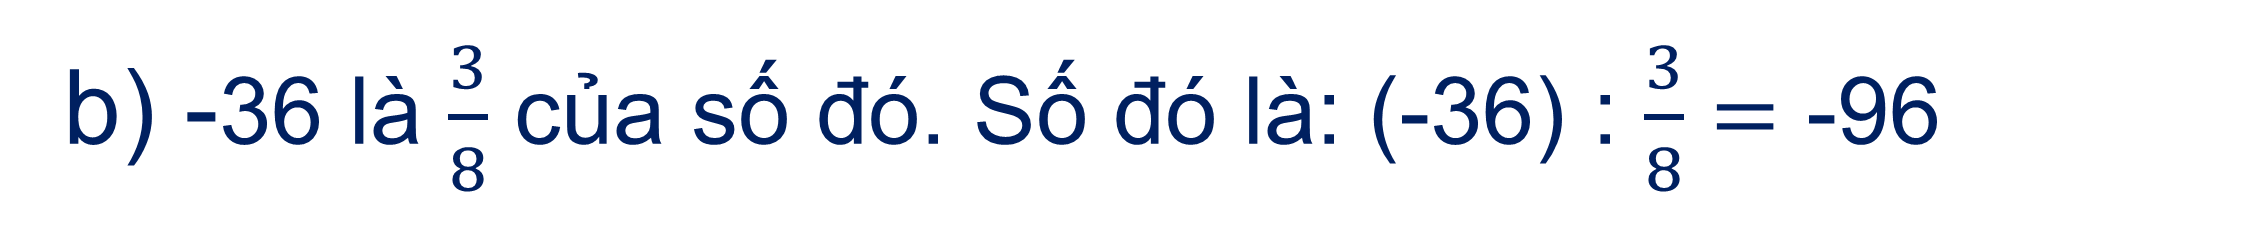 b) -36 là 3/8 của số đó. Số đó là: (-36) : 3/8 = -96